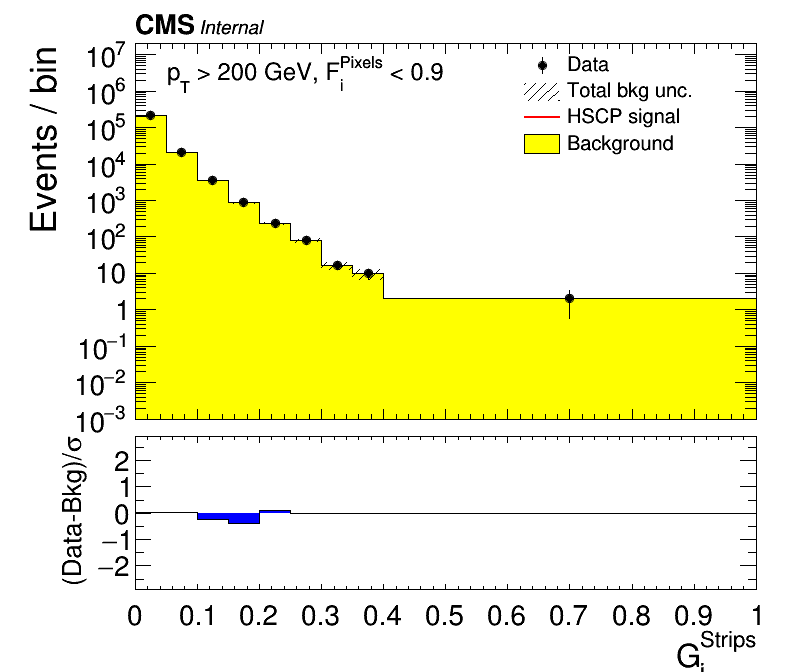 CMS Internal
p_T > 200 GeV, F_i^Pixels < 0.9
Data
Total bkg unc.
HSCP signal
Background
Events / bin
10^7
10^6
10^5
10^4
10^3
10^2
10
1
10^−1
10^−2
10^−3
(Data-Bkg)/σ
2
1
0
−1
−2
0 0.1 0.2 0.3 0.4 0.5 0.6 0.7 0.8 0.9 1
G_i^Strips